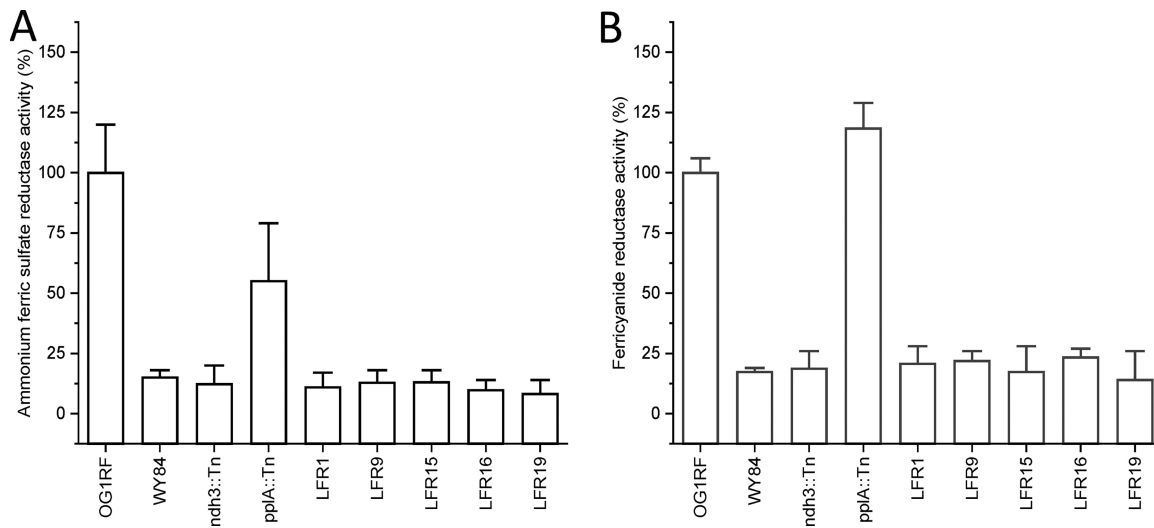 A
Ammonium ferric sulfate reductase activity (%)
150
125
100
75
50
25
0
OG1RF
WY84
ndh3::Tn
pplA::Tn
LFR1
LFR9
LFR15
LFR16
LFR19
B
Ferricyanide reductase activity (%)
150
125
100
75
50
25
0
OG1RF
WY84
ndh3::Tn
pplA::Tn
LFR1
LFR9
LFR15
LFR16
LFR19